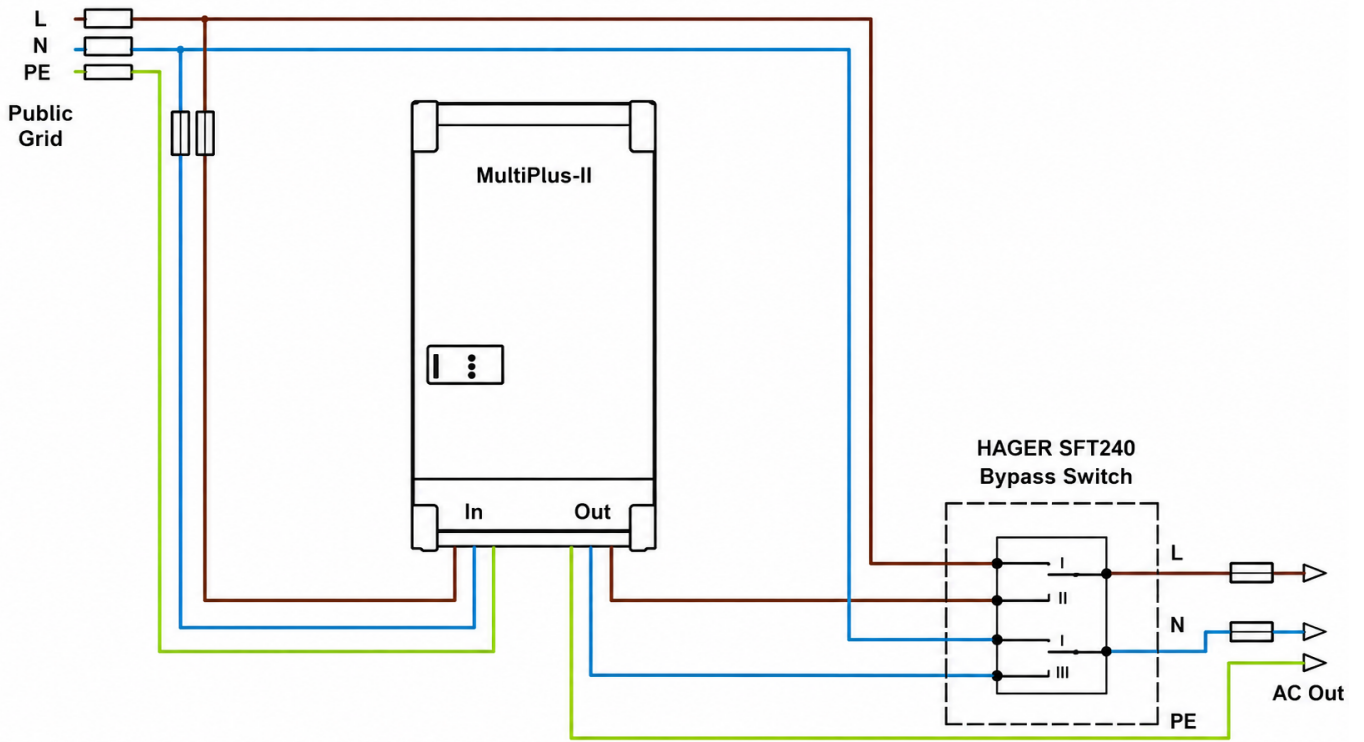 L
N
PE
Public
Grid
MultiPlus-II
In
Out
HAGER SFT240
Bypass Switch
I
II
I
III
L
N
PE
AC Out